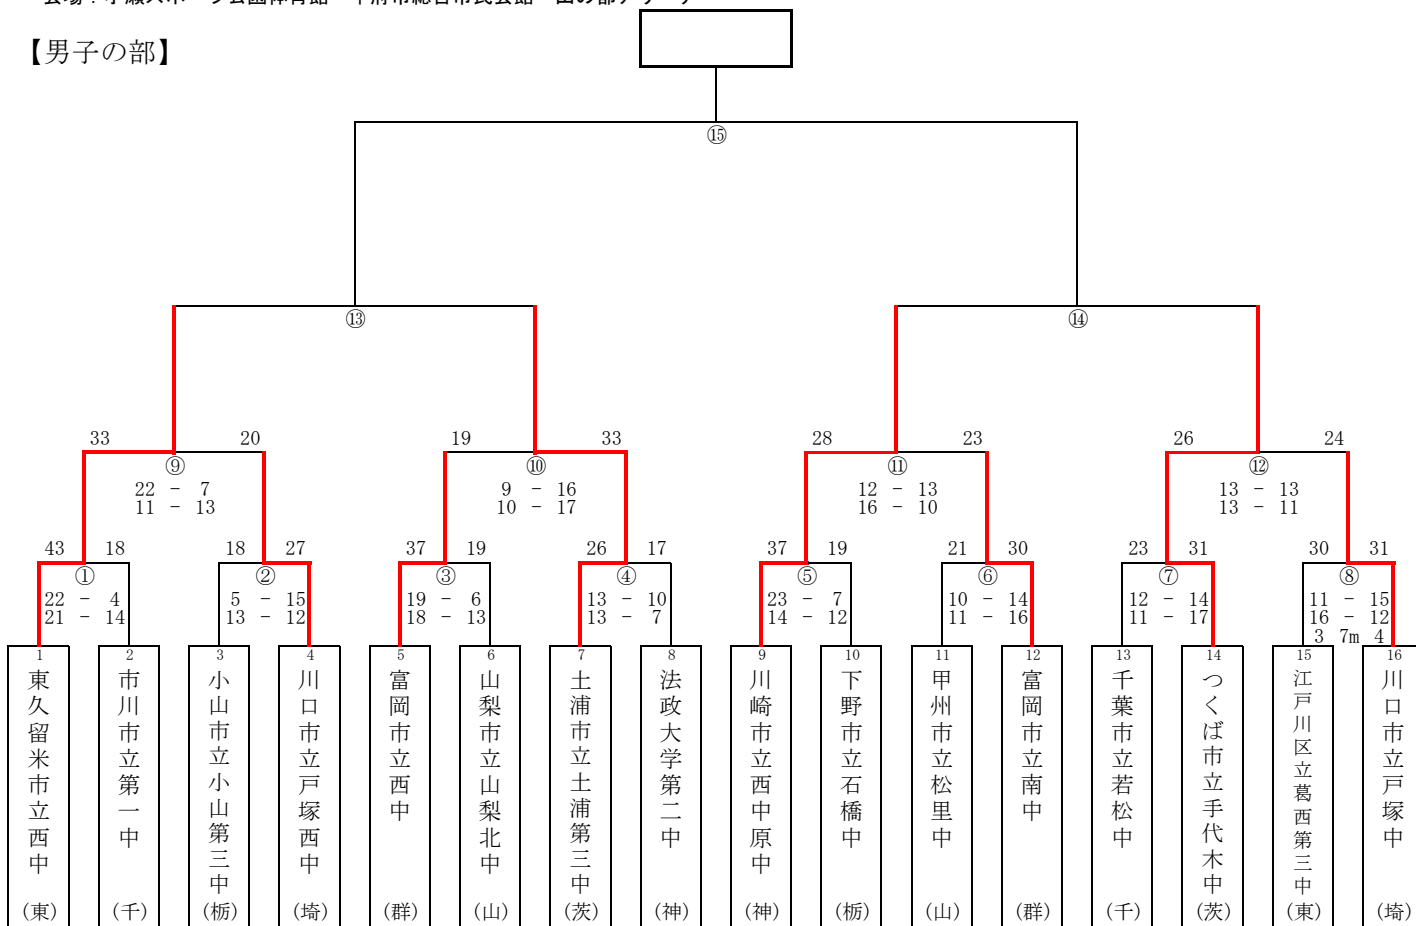 【男子の部】
⑮
⑬ ⑭
33 20 19 33 28 23 26 24
⑨ ⑩ ⑪ ⑫
22 － 7 9 － 16 12 － 13 13 － 13
11 － 13 10 － 17 16 － 10 13 － 11
43 18 18 27 37 19 26 17 37 19 21 30 23 31 30 31
① ② ③ ④ ⑤ ⑥ ⑦ ⑧
22 － 4 5 － 15 19 － 6 13 － 10 23 － 7 10 － 14 12 － 14 11 － 15
21 － 14 13 － 12 18 － 13 13 － 7 14 － 12 11 － 16 11 － 17 16 － 12
3 7m 4
1 東久留米市立西中 （東）
2 市川市立第一中 （千）
3 小山市立小山第三中 （栃）
4 川口市立戸塚西中 （埼）
5 富岡市立西中 （群）
6 山梨市立山梨北中 （山）
7 土浦市立土浦第三中 （茨）
8 法政大学第二中 （神）
9 川崎市立西中原中 （神）
10 下野市立石橋中 （栃）
11 甲州市立松里中 （山）
12 富岡市立南中 （群）
13 千葉市立若松中 （千）
14 つくば市立手代木中 （茨）
15 江戸川区立葛西第三中 （東）
16 川口市立戸塚中 （埼）